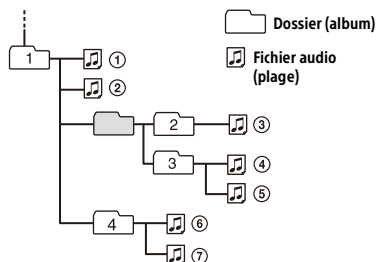 Dossier (album)
Fichier audio
(plage)
1 ①
②
2 ③
3 ④
⑤
4 ⑥
⑦